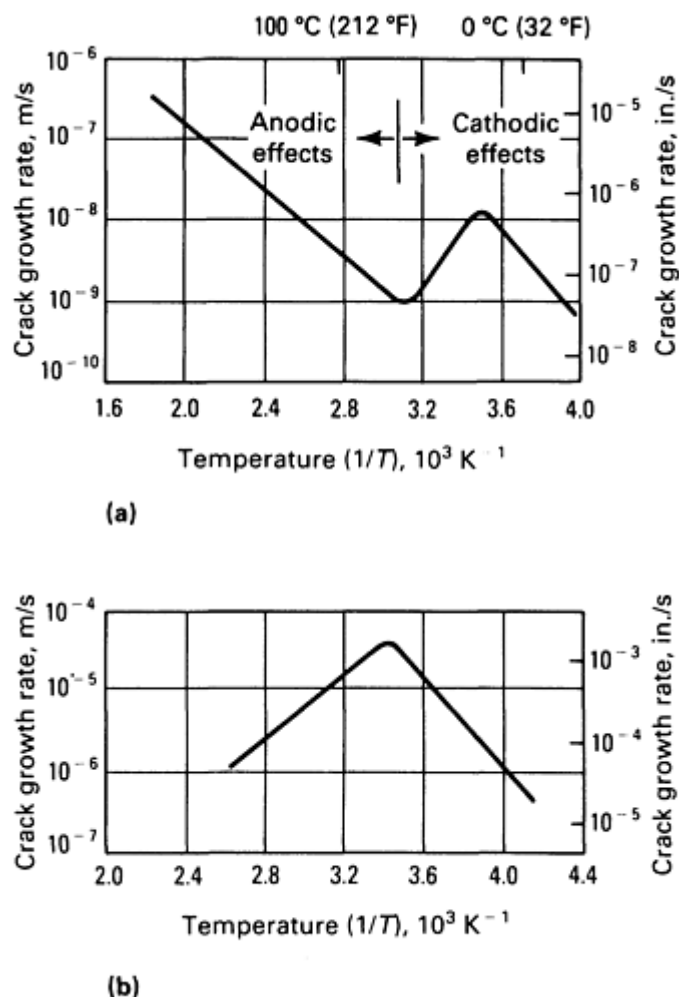 100 °C (212 °F) 0 °C (32 °F)
Crack growth rate, m/s
10⁻⁶
10⁻⁷
10⁻⁸
10⁻⁹
10⁻¹⁰
Anodic effects
Cathodic effects
10⁻⁵
10⁻⁶
10⁻⁷
10⁻⁸
Crack growth rate, in./s
1.6 2.0 2.4 2.8 3.2 3.6 4.0
Temperature (1/T), 10³ K⁻¹
(a)
Crack growth rate, m/s
10⁻⁴
10⁻⁵
10⁻⁶
10⁻⁷
10⁻³
10⁻⁴
10⁻⁵
Crack growth rate, in./s
2.0 2.4 2.8 3.2 3.6 4.0 4.4
Temperature (1/T), 10³ K⁻¹
(b)